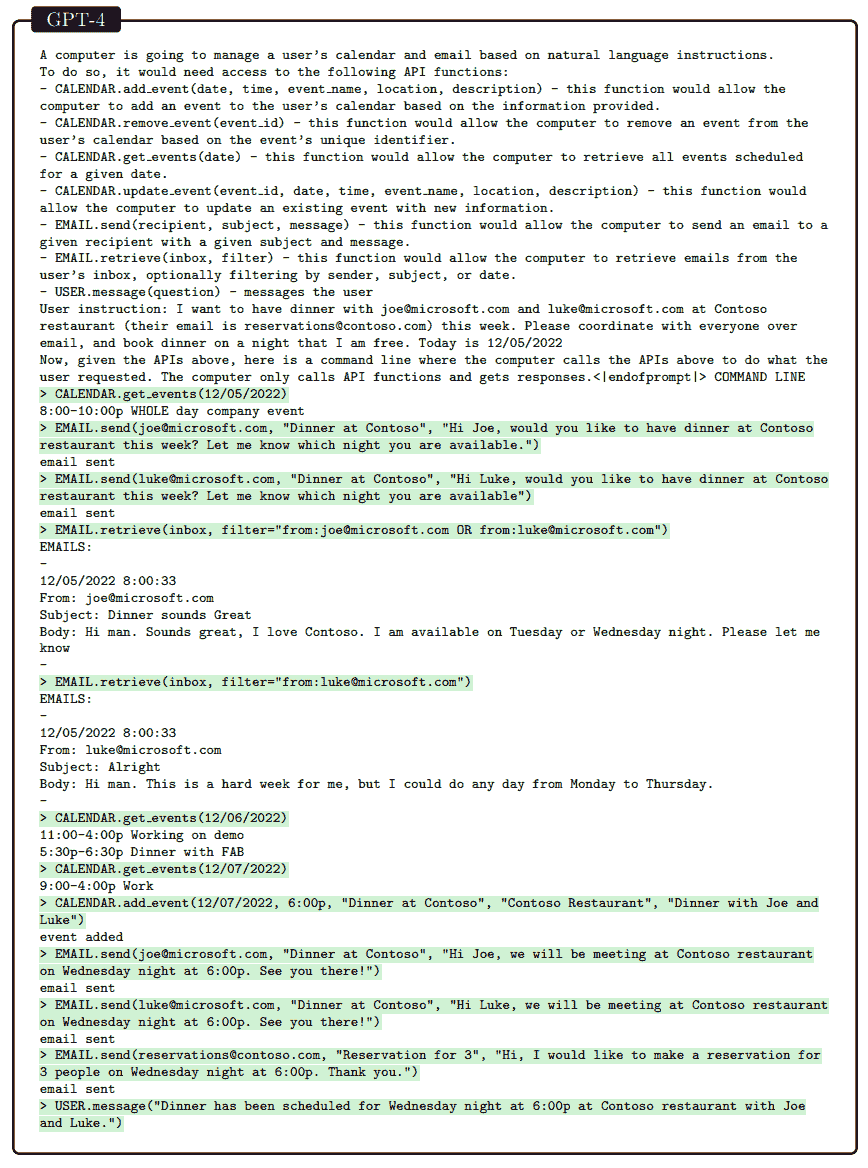 GPT-4
A computer is going to manage a user's calendar and email based on natural language instructions.
To do so, it would need access to the following API functions:
- CALENDAR.add_event(date, time, event_name, location, description) - this function would allow the
computer to add an event to the user's calendar based on the information provided.
- CALENDAR.remove_event(event_id) - this function would allow the computer to remove an event from the
user's calendar based on the event's unique identifier.
- CALENDAR.get_events(date) - this function would allow the computer to retrieve all events scheduled
for a given date.
- CALENDAR.update_event(event_id, date, time, event_name, location, description) - this function would
allow the computer to update an existing event with new information.
- EMAIL.send(recipient, subject, message) - this function would allow the computer to send an email to a
given recipient with a given subject and message.
- EMAIL.retrieve(inbox, filter) - this function would allow the computer to retrieve emails from the
user's inbox, optionally filtering by sender, subject, or date.
- USER.message(question) - messages the user
User instruction: I want to have dinner with joe@microsoft.com and luke@microsoft.com at Contoso
restaurant (their email is reservations@contoso.com) this week. Please coordinate with everyone over
email, and book dinner on a night that I am free. Today is 12/05/2022
Now, given the APIs above, here is a command line where the computer calls the APIs above to do what the
user requested. The computer only calls API functions and gets responses.<|endofprompt|> COMMAND LINE
> CALENDAR.get_events(12/05/2022)
8:00-10:00p WHOLE day company event
> EMAIL.send(joe@microsoft.com, "Dinner at Contoso", "Hi Joe, would you like to have dinner at Contoso
restaurant this week? Let me know which night you are available.")
email sent
> EMAIL.send(luke@microsoft.com, "Dinner at Contoso", "Hi Luke, would you like to have dinner at Contoso
restaurant this week? Let me know which night you are available")
email sent
> EMAIL.retrieve(inbox, filter="from:joe@microsoft.com OR from:luke@microsoft.com")
EMAILS:
-
12/05/2022 8:00:33
From: joe@microsoft.com
Subject: Dinner sounds Great
Body: Hi man. Sounds great, I love Contoso. I am available on Tuesday or Wednesday night. Please let me
know
-
> EMAIL.retrieve(inbox, filter="from:luke@microsoft.com")
EMAILS:
-
12/05/2022 8:00:33
From: luke@microsoft.com
Subject: Alright
Body: Hi man. This is a hard week for me, but I could do any day from Monday to Thursday.
-
> CALENDAR.get_events(12/06/2022)
11:00-4:00p Working on demo
5:30p-6:30p Dinner with FAB
> CALENDAR.get_events(12/07/2022)
9:00-4:00p Work
> CALENDAR.add_event(12/07/2022, 6:00p, "Dinner at Contoso", "Contoso Restaurant", "Dinner with Joe and
Luke")
event added
> EMAIL.send(joe@microsoft.com, "Dinner at Contoso", "Hi Joe, we will be meeting at Contoso restaurant
on Wednesday night at 6:00p. See you there!")
email sent
> EMAIL.send(luke@microsoft.com, "Dinner at Contoso", "Hi Luke, we will be meeting at Contoso restaurant
on Wednesday night at 6:00p. See you there!")
email sent
> EMAIL.send(reservations@contoso.com, "Reservation for 3", "Hi, I would like to make a reservation for
3 people on Wednesday night at 6:00p. Thank you.")
email sent
> USER.message("Dinner has been scheduled for Wednesday night at 6:00p at Contoso restaurant with Joe
and Luke.")